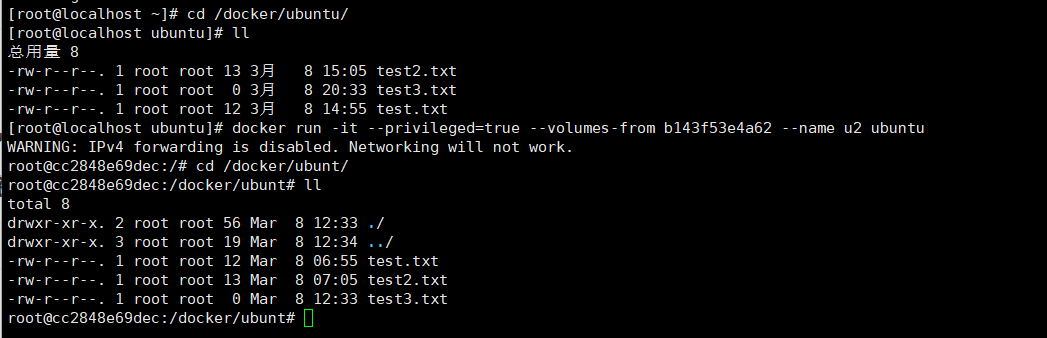 [root@localhost ~]# cd /docker/ubuntu/
[root@localhost ubuntu]# ll
总用量 8
-rw-r--r--. 1 root root 13 3月   8 15:05 test2.txt
-rw-r--r--. 1 root root  0 3月   8 20:33 test3.txt
-rw-r--r--. 1 root root 12 3月   8 14:55 test.txt
[root@localhost ubuntu]# docker run -it --privileged=true --volumes-from b143f53e4a62 --name u2 ubuntu
WARNING: IPv4 forwarding is disabled. Networking will not work.
root@cc2848e69dec:/# cd /docker/ubunt/
root@cc2848e69dec:/docker/ubunt# ll
total 8
drwxr-xr-x. 2 root root 56 Mar  8 12:33 ./
drwxr-xr-x. 3 root root 19 Mar  8 12:34 ../
-rw-r--r--. 1 root root 12 Mar  8 06:55 test.txt
-rw-r--r--. 1 root root 13 Mar  8 07:05 test2.txt
-rw-r--r--. 1 root root  0 Mar  8 12:33 test3.txt
root@cc2848e69dec:/docker/ubunt#